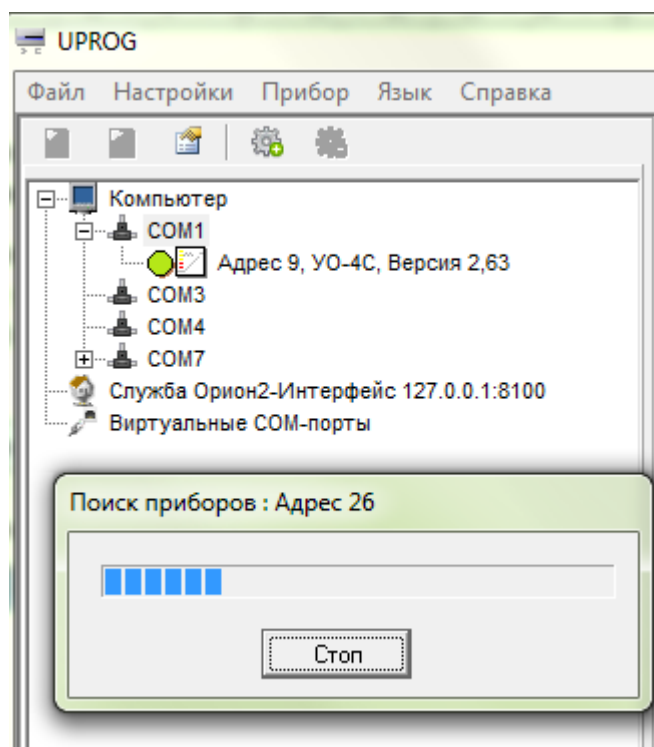 UPROG
Файл Настройки Прибор Язык Справка
Компьютер
COM1
Адрес 9, УО-4С, Версия 2,63
COM3
COM4
COM7
Служба Орион2-Интерфейс 127.0.0.1:8100
Виртуальные COM-порты
Поиск приборов : Адрес 26
Стоп